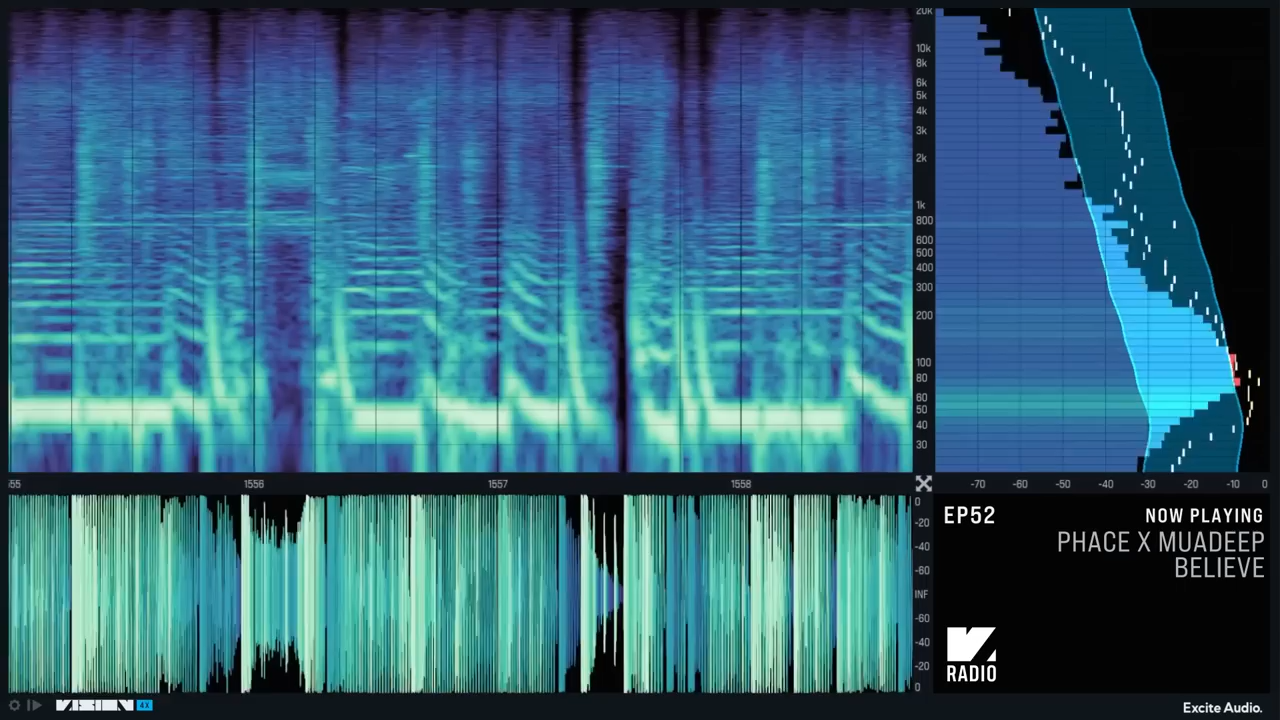 20k
10k
8k
6k
5k
4k
3k
2k
1k
800
600
500
400
300
200
100
80
60
50
40
30
-70 -60 -50 -40 -30 -20 -10 0
1556 1557 1558
0
-20
-40
-60
INF
-60
-40
-20
0
EP52
NOW PLAYING
PHACE X MUADEEP
BELIEVE
RADIO
VISION 4X
Excite Audio.